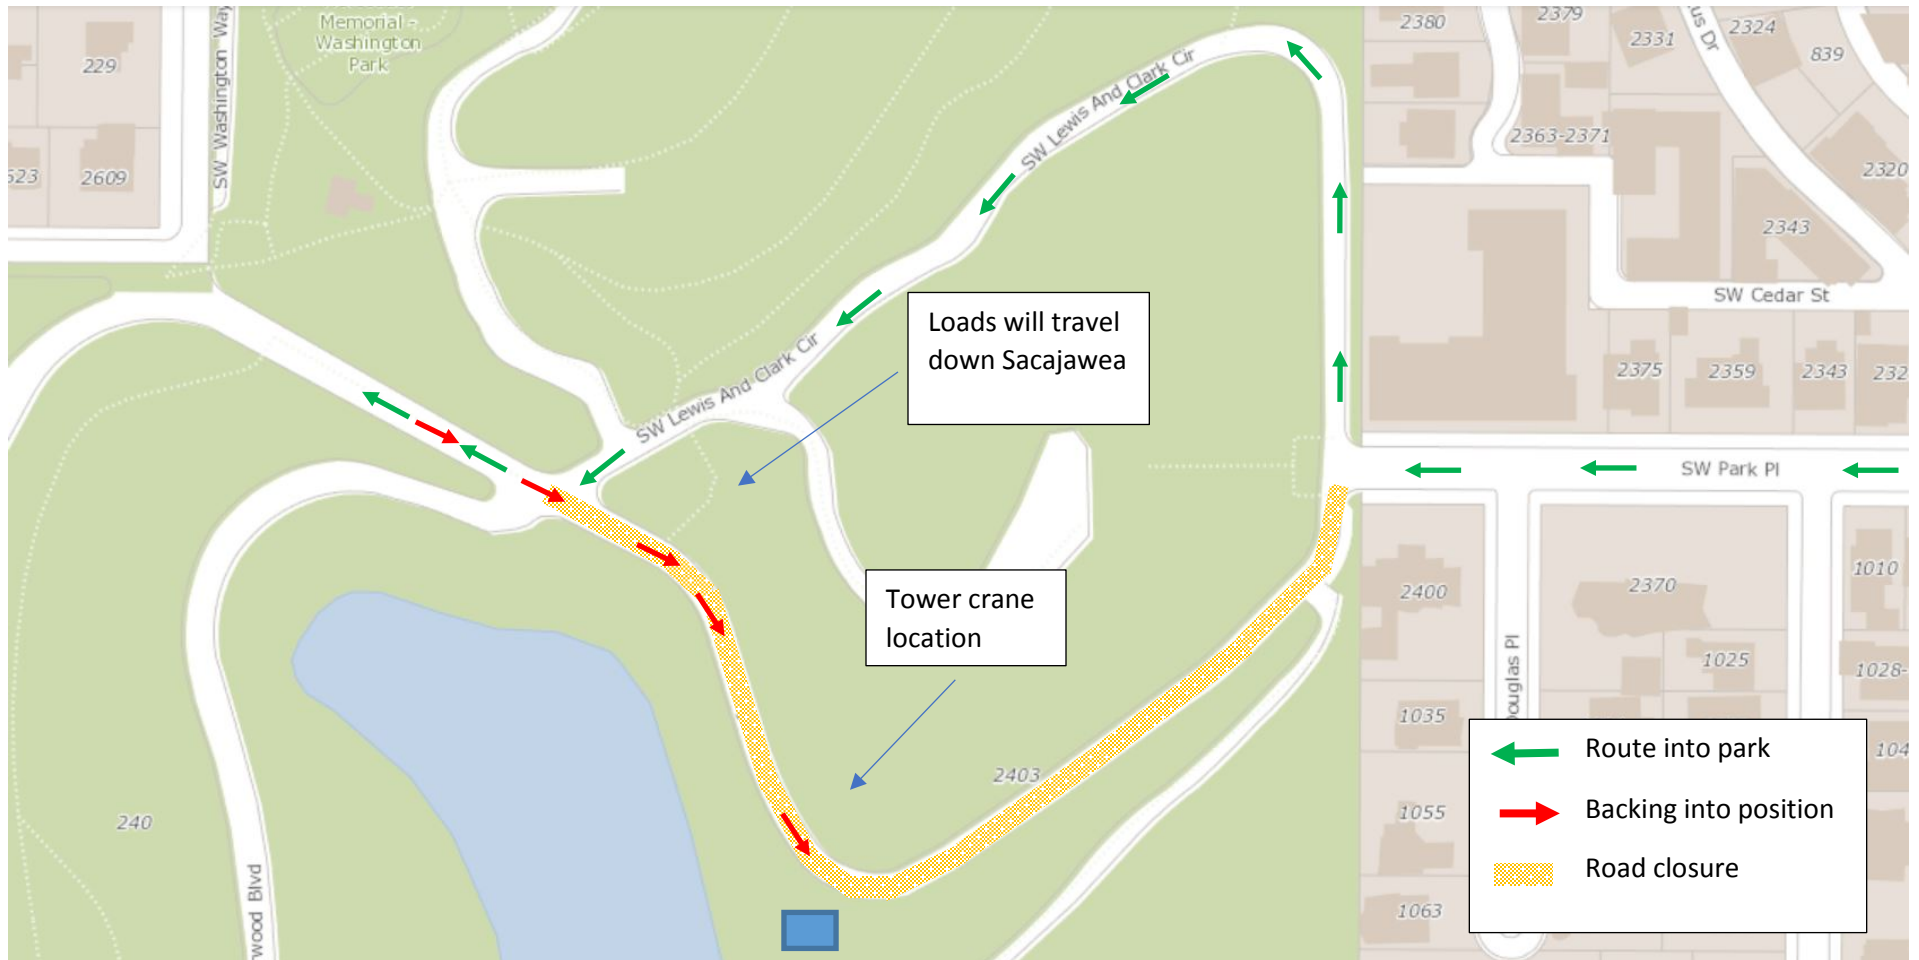 Memorial -
Washington
Park
229
SW Washington Way
2609
2380
2379
2331
2324
839
2363-2371
2320
2343
SW Lewis And Clark Cir
SW Cedar St
Loads will travel
down Sacajawea
2375
2359
2343
SW Lewis And Clark Cir
SW Park Pl
Tower crane
location
2400
2370
1010
1025
1028-
Douglas Pl
1035
2403
240
1055
1063
Route into park
Backing into position
Road closure